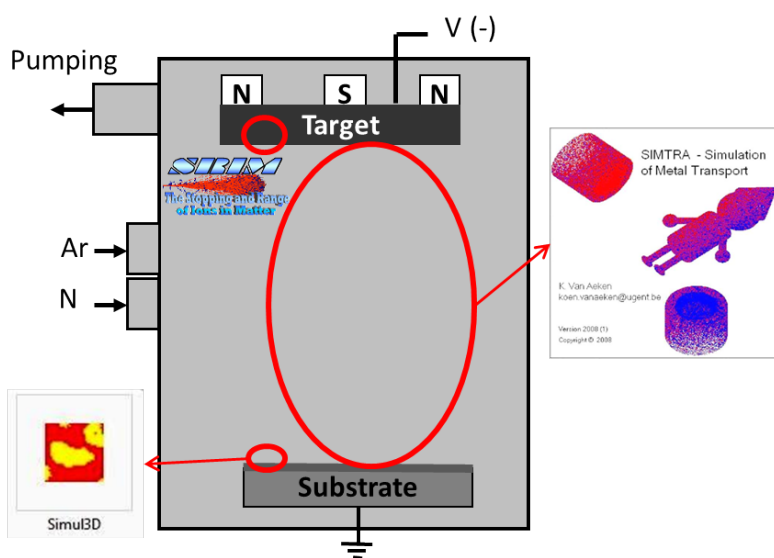 V (-)
Pumping
N
S
N
Target
SRIM
The Stopping and Range
of Ions in Matter
SIMTRA - Simulation
of Metal Transport
Ar
N
K. Van Aeken
koen.vanaeken@ugent.be
Version 2008 (1)
Copyright © 2008
Substrate
Simul3D